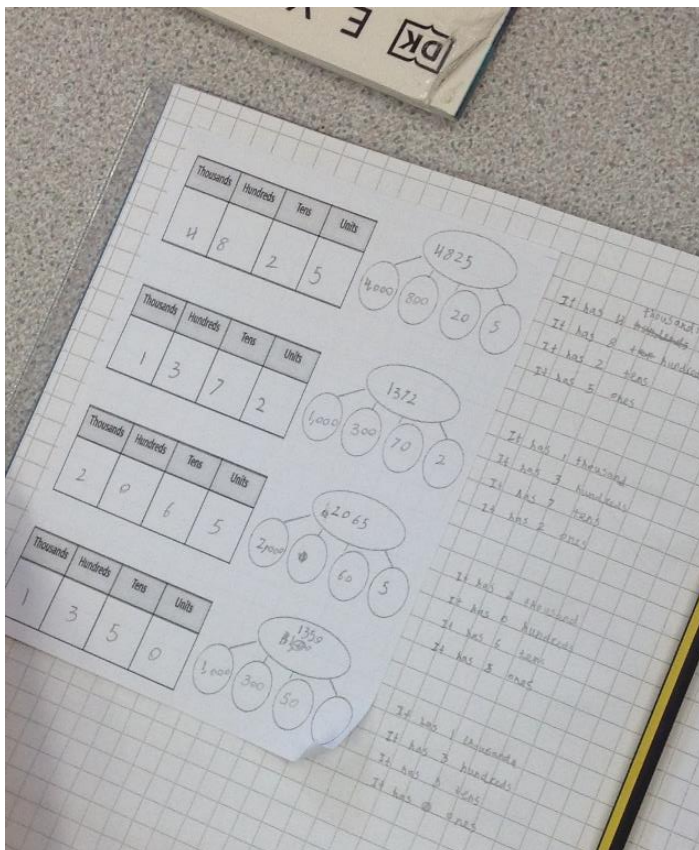 DK EY
Thousands Hundreds Tens Units
4 8 2 5
4825
4,000 800 20 5
It has 4 thousand
It has 8 hundreds
It has 2 tens
It has 5 ones
Thousands Hundreds Tens Units
1 3 7 2
1372
1,000 300 70 2
It has 1 thousand
It has 3 hundreds
It has 7 tens
It has 2 ones
Thousands Hundreds Tens Units
2 0 6 5
2065
2,000 0 60 5
It has 2 thousand
It has 0 hundreds
It has 6 tens
It has 5 ones
Thousands Hundreds Tens Units
1 3 5 0
1350
1,000 300 50
It has 1 thousands
It has 3 hundreds
It has 5 tens
It has 0 ones